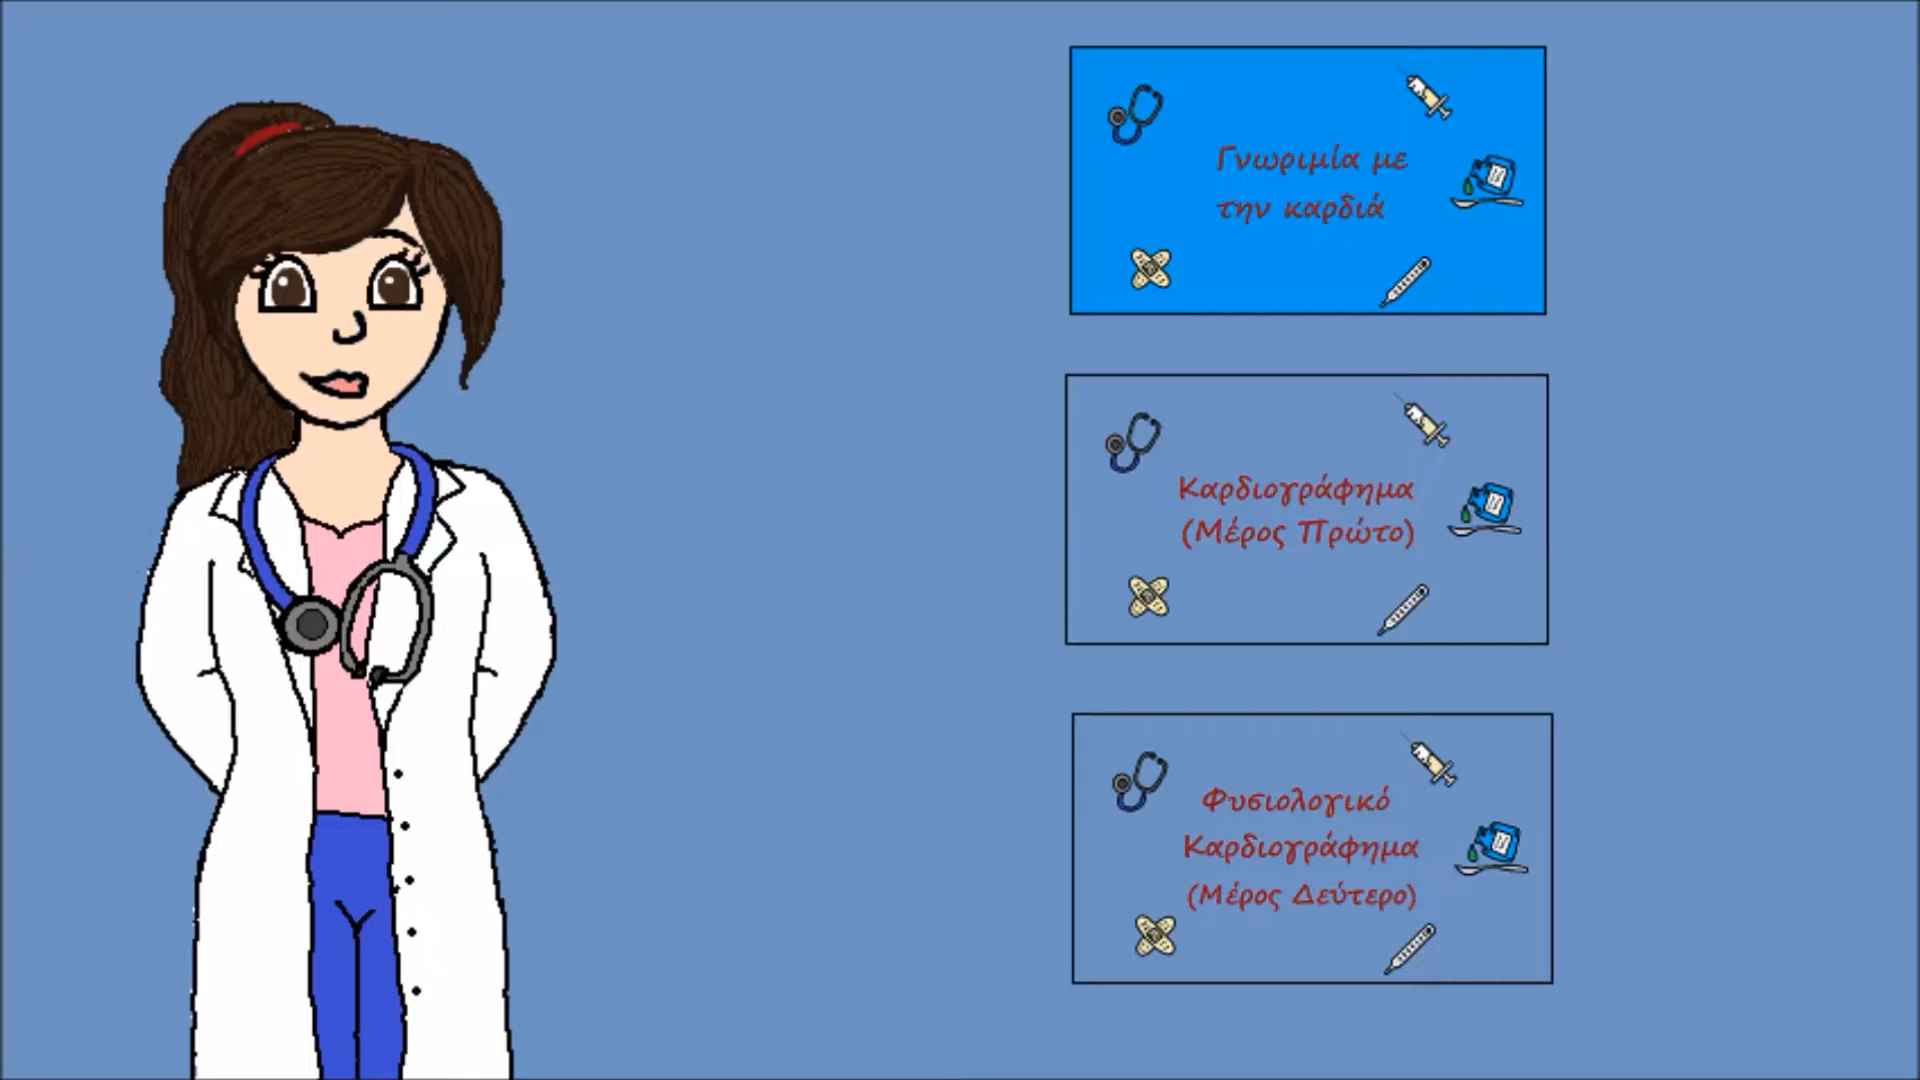 Γνωριμία με
την καρδιά
Καρδιογράφημα
(Μέρος Πρώτο)
Φυσιολογικό
Καρδιογράφημα
(Μέρος Δεύτερο)